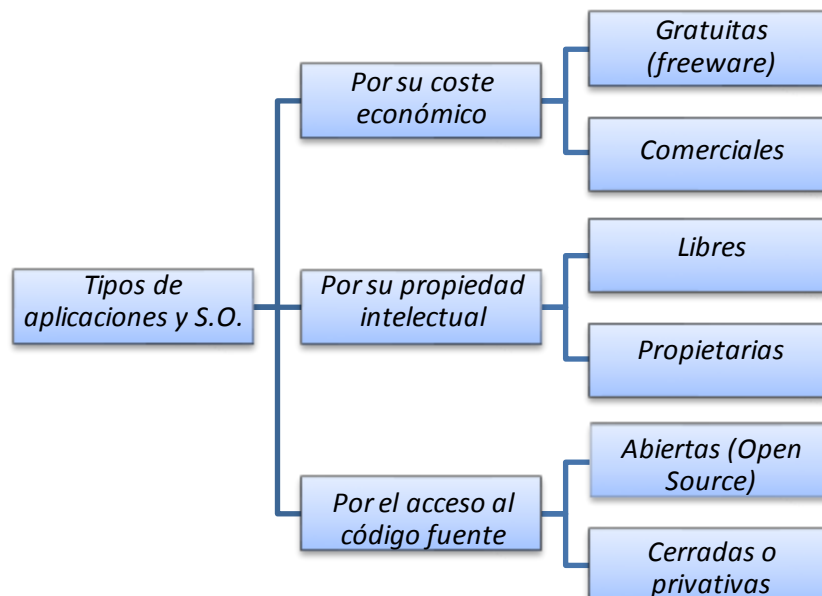 Tipos de
aplicaciones y S.O.
Por su coste
económico
Gratuitas
(freeware)
Comerciales
Por su propiedad
intelectual
Libres
Propietarias
Por el acceso al
código fuente
Abiertas (Open
Source)
Cerradas o
privativas